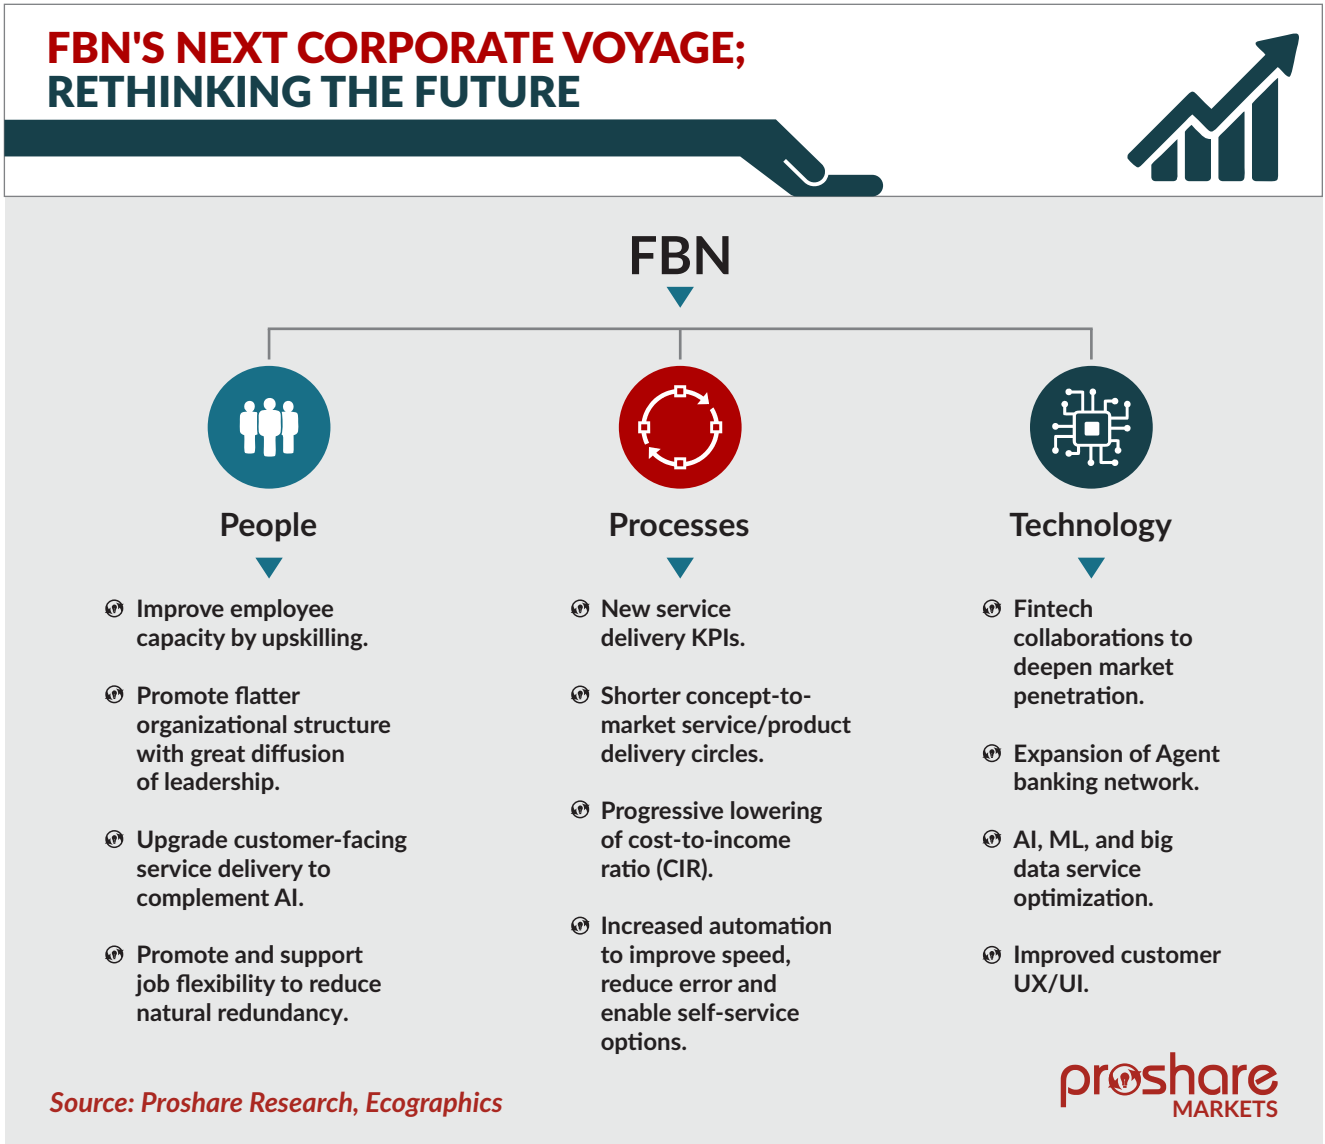 FBN'S NEXT CORPORATE VOYAGE;
RETHINKING THE FUTURE
FBN
People
Improve employee
capacity by upskilling.
Promote flatter
organizational structure
with great diffusion
of leadership.
Upgrade customer-facing
service delivery to
complement AI.
Promote and support
job flexibility to reduce
natural redundancy.
Processes
New service
delivery KPIs.
Shorter concept-to-
market service/product
delivery circles.
Progressive lowering
of cost-to-income
ratio (CIR).
Increased automation
to improve speed,
reduce error and
enable self-service
options.
Technology
Fintech
collaborations to
deepen market
penetration.
Expansion of Agent
banking network.
AI, ML, and big
data service
optimization.
Improved customer
UX/UI.
Source: Proshare Research, Ecographics
proshare
MARKETS